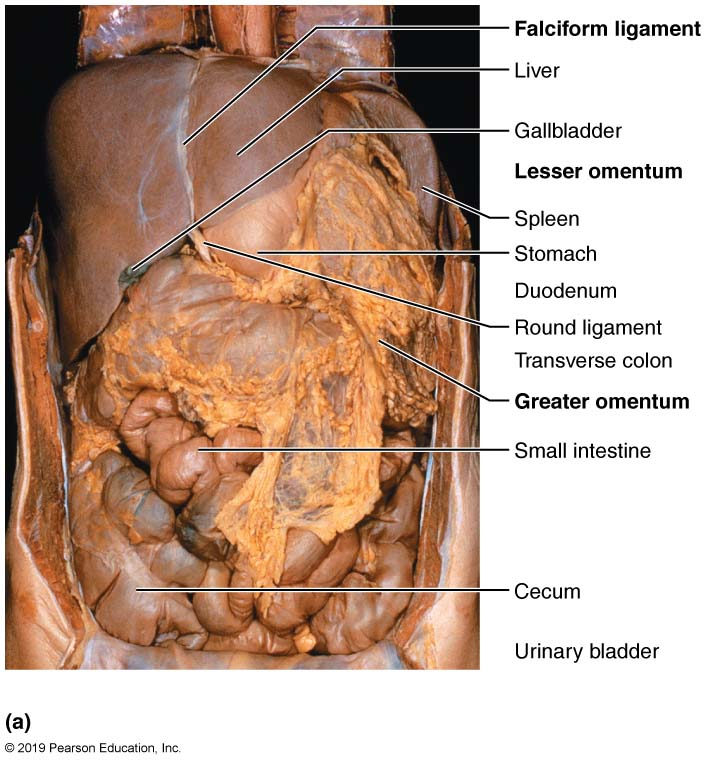 Falciform ligament
Liver
Gallbladder
Lesser omentum
Spleen
Stomach
Duodenum
Round ligament
Transverse colon
Greater omentum
Small intestine
Cecum
Urinary bladder
(a)
© 2019 Pearson Education, Inc.